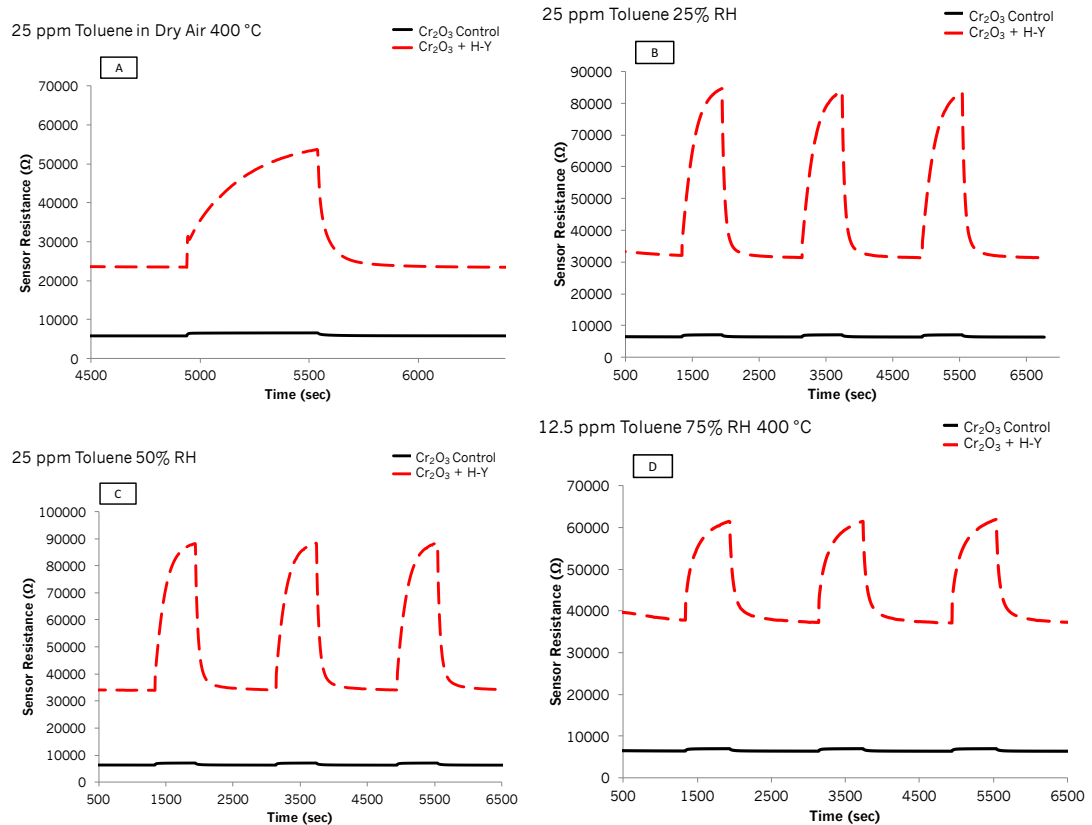 25 ppm Toluene in Dry Air 400 °C
Cr₂O₃ Control
Cr₂O₃ + H-Y
A
70000
60000
50000
40000
30000
20000
10000
0
Sensor Resistance (Ω)
4500 5000 5500 6000
Time (sec)
25 ppm Toluene 25% RH
Cr₂O₃ Control
Cr₂O₃ + H-Y
B
90000
80000
70000
60000
50000
40000
30000
20000
10000
0
Sensor Resistance (Ω)
500 1500 2500 3500 4500 5500 6500
Time (sec)
25 ppm Toluene 50% RH
Cr₂O₃ Control
Cr₂O₃ + H-Y
C
100000
90000
80000
70000
60000
50000
40000
30000
20000
10000
0
Sensor Resistance (Ω)
500 1500 2500 3500 4500 5500 6500
Time (sec)
12.5 ppm Toluene 75% RH 400 °C
Cr₂O₃ Control
Cr₂O₃ + H-Y
D
70000
60000
50000
40000
30000
20000
10000
0
Sensor Resistance (Ω)
500 1500 2500 3500 4500 5500 6500
Time (sec)